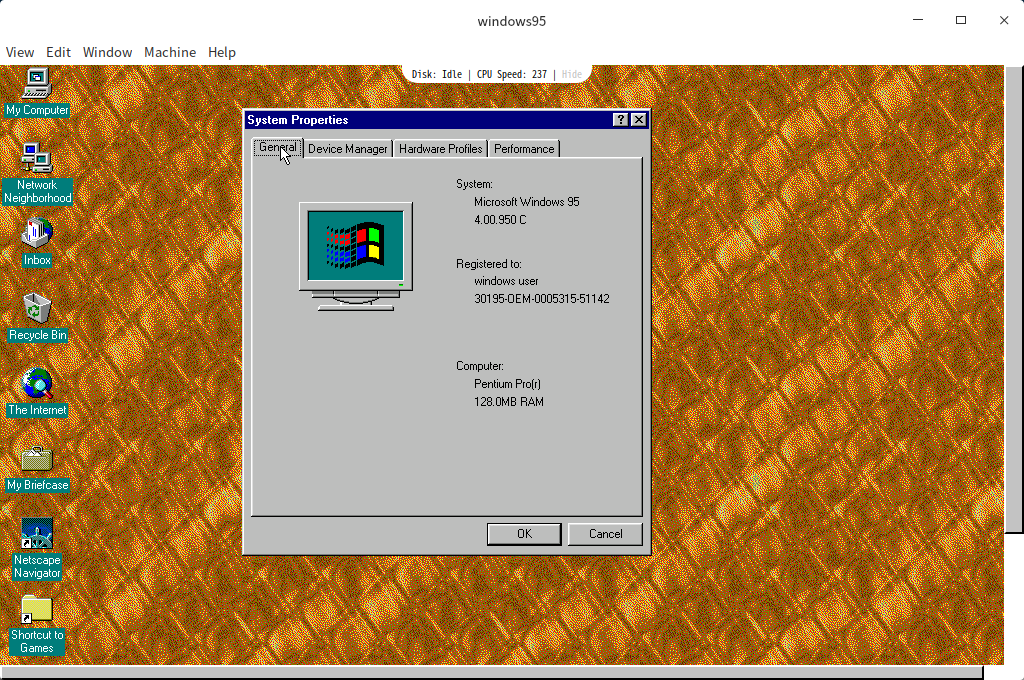 windows95
View Edit Window Machine Help
Disk: Idle | CPU Speed: 237 | Hide
My Computer
Network
Neighborhood
Inbox
Recycle Bin
The Internet
My Briefcase
Netscape
Navigator
Shortcut to
Games
System Properties
General Device Manager Hardware Profiles Performance
System:
Microsoft Windows 95
4.00.950 C
Registered to:
windows user
30195-OEM-0005315-51142
Computer:
Pentium Pro(r)
128.0MB RAM
OK Cancel